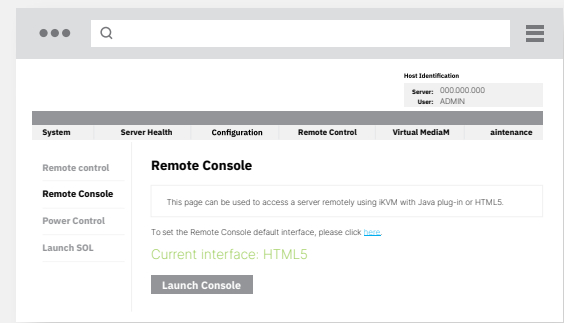 Host Identification
Server: 000.000.000
User: ADMIN
System Server Health Configuration Remote Control Virtual MediaM aintenance
Remote control
Remote Console
Power Control
Launch SOL
Remote Console
This page can be used to access a server remotely using iKVM with Java plug-in or HTML5.
To set the Remote Console default interface, please click here.
Current interface: HTML5
Launch Console